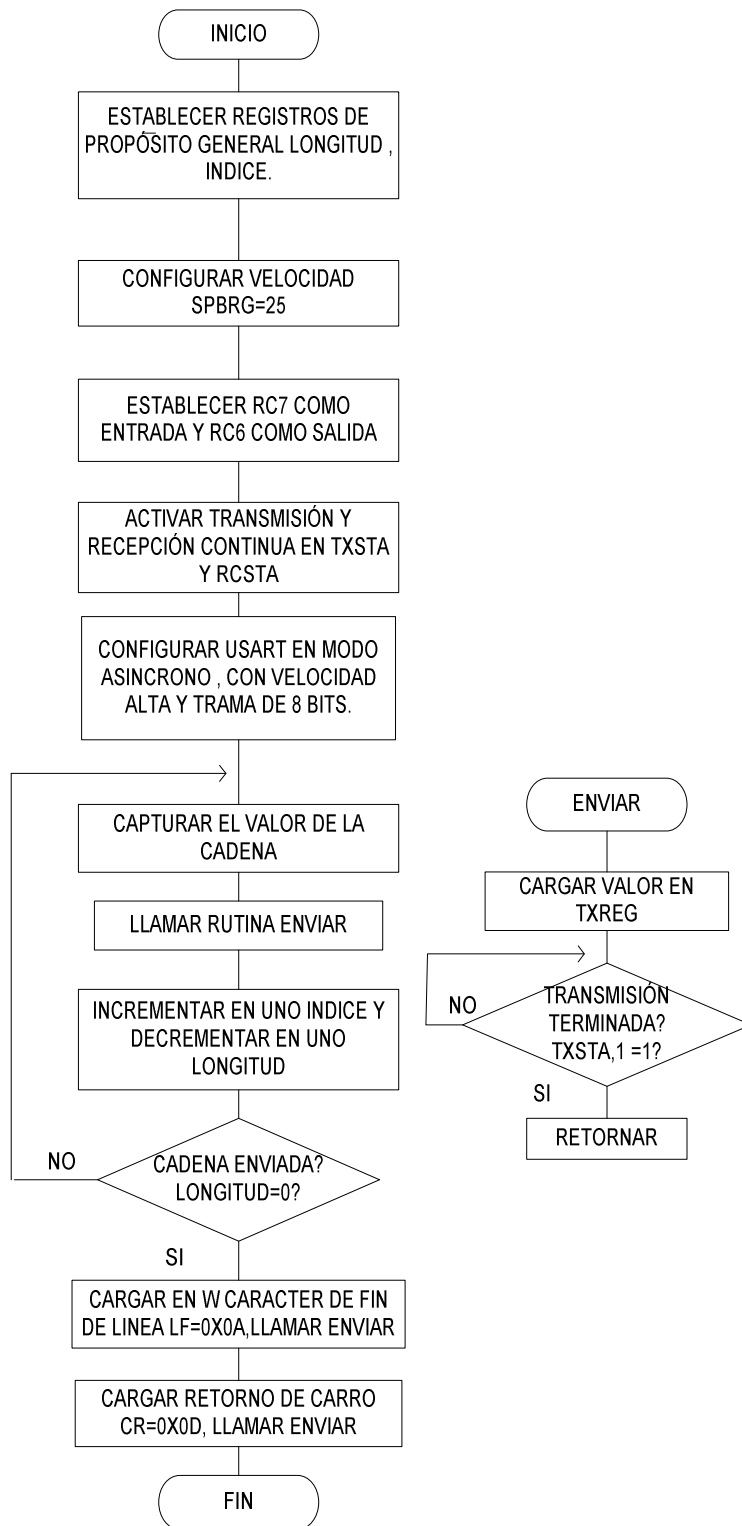 INICIO
ESTABLECER REGISTROS DE
PROPÓSITO GENERAL LONGITUD ,
INDICE.
CONFIGURAR VELOCIDAD
SPBRG=25
ESTABLECER RC7 COMO
ENTRADA Y RC6 COMO SALIDA
ACTIVAR TRANSMISIÓN Y
RECEPCIÓN CONTINUA EN TXSTA
Y RCSTA
CONFIGURAR USART EN MODO
ASINCRONO , CON VELOCIDAD
ALTA Y TRAMA DE 8 BITS.
CAPTURAR EL VALOR DE LA
CADENA
LLAMAR RUTINA ENVIAR
INCREMENTAR EN UNO INDICE Y
DECREMENTAR EN UNO
LONGITUD
NO
CADENA ENVIADA?
LONGITUD=0?
SI
CARGAR EN W CARACTER DE FIN
DE LINEA LF=0X0A,LLAMAR ENVIAR
CARGAR RETORNO DE CARRO
CR=0X0D, LLAMAR ENVIAR
FIN
ENVIAR
CARGAR VALOR EN
TXREG
NO
TRANSMISIÓN
TERMINADA?
TXSTA,1 =1?
SI
RETORNAR